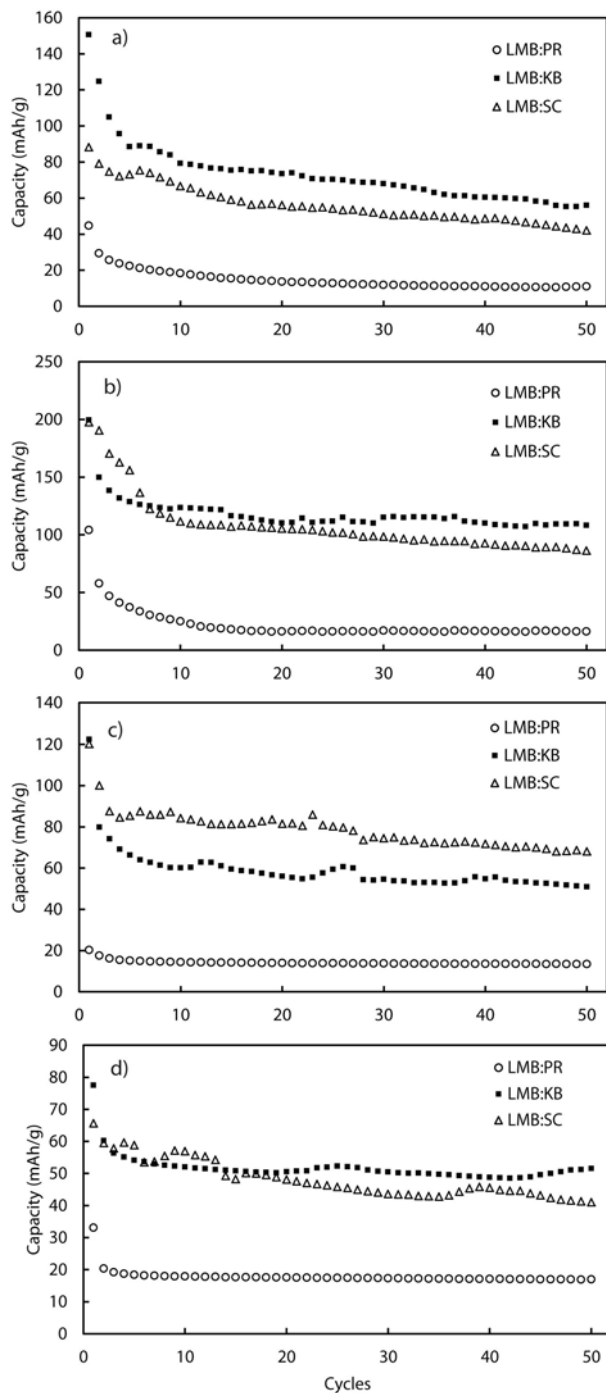 160
a)
LMB:PR
140
LMB:KB
120
LMB:SC
100
Capacity (mAh/g)
80
60
40
20
0
0 10 20 30 40 50
250
b)
LMB:PR
200
LMB:KB
LMB:SC
150
Capacity (mAh/g)
100
50
0
0 10 20 30 40 50
140
c)
LMB:PR
120
LMB:KB
100
LMB:SC
80
Capacity (mAh/g)
60
40
20
0
0 10 20 30 40 50
90
d)
LMB:PR
80
LMB:KB
70
LMB:SC
60
50
Capacity (mAh/g)
40
30
20
10
0
0 10 20 30 40 50
Cycles